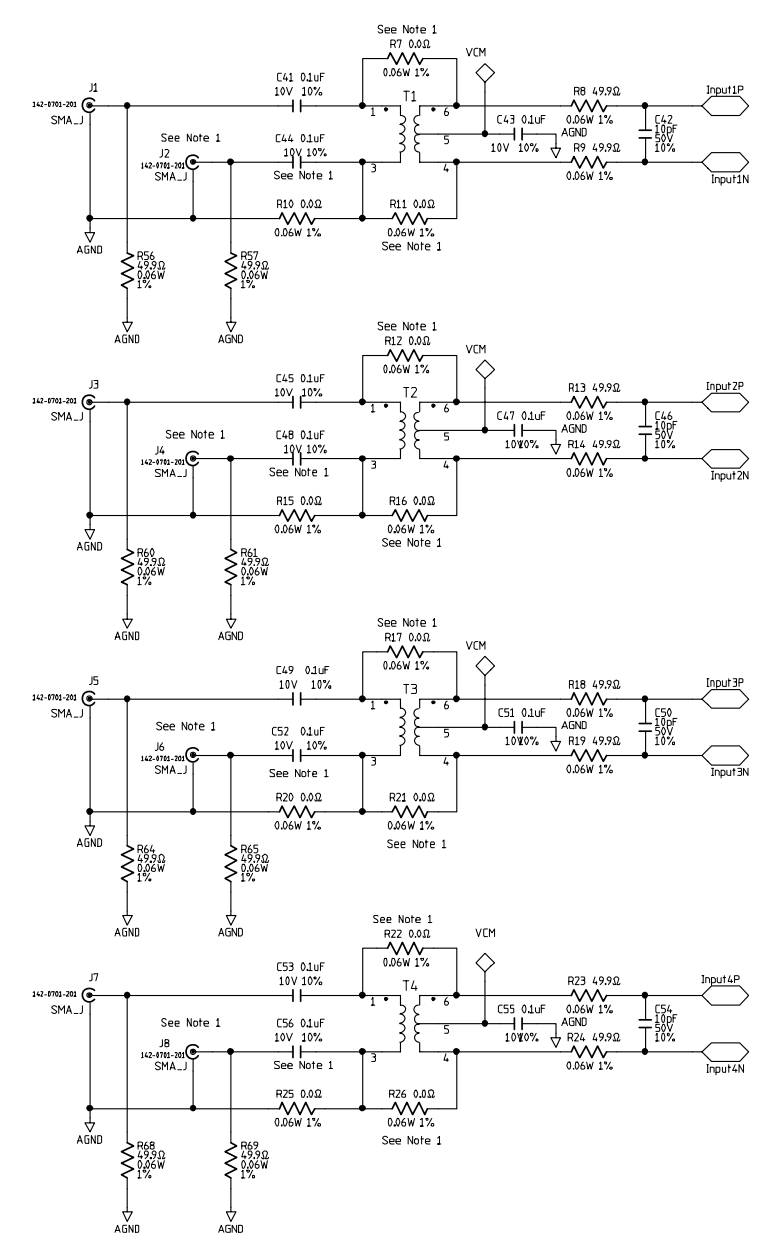 See Note 1
R7 0.0Ω
0.06W 1%
VCM
C41 0.1uF
10V 10%
J1
142-0701-201
SMA_J
T1
1
6
5
3
4
R8 49.9Ω
0.06W 1%
Input1P
C43 0.1uF
10V 10%
AGND
C42
10pF
50V
10%
See Note 1
J2
142-0701-201
SMA_J
C44 0.1uF
10V 10%
See Note 1
R9 49.9Ω
0.06W 1%
Input1N
R10 0.0Ω
0.06W 1%
R11 0.0Ω
0.06W 1%
See Note 1
AGND
R56
49.9Ω
0.06W
1%
R57
49.9Ω
0.06W
1%
AGND
AGND
See Note 1
R12 0.0Ω
0.06W 1%
VCM
C45 0.1uF
10V 10%
J3
142-0701-201
SMA_J
T2
1
6
5
3
4
R13 49.9Ω
0.06W 1%
Input2P
C47 0.1uF
10V10%
AGND
C46
10pF
50V
10%
See Note 1
J4
142-0701-201
SMA_J
C48 0.1uF
10V 10%
See Note 1
R14 49.9Ω
0.06W 1%
Input2N
R15 0.0Ω
0.06W 1%
R16 0.0Ω
0.06W 1%
See Note 1
AGND
R60
49.9Ω
0.06W
1%
R61
49.9Ω
0.06W
1%
AGND
AGND
See Note 1
R17 0.0Ω
0.06W 1%
VCM
C49 0.1uF
10V 10%
J5
142-0701-201
SMA_J
T3
1
6
5
3
4
R18 49.9Ω
0.06W 1%
Input3P
C51 0.1uF
10V10%
AGND
C50
10pF
50V
10%
See Note 1
J6
142-0701-201
SMA_J
C52 0.1uF
10V 10%
See Note 1
R19 49.9Ω
0.06W 1%
Input3N
R20 0.0Ω
0.06W 1%
R21 0.0Ω
0.06W 1%
See Note 1
AGND
R64
49.9Ω
0.06W
1%
R65
49.9Ω
0.06W
1%
AGND
AGND
See Note 1
R22 0.0Ω
0.06W 1%
VCM
C53 0.1uF
10V 10%
J7
142-0701-201
SMA_J
T4
1
6
5
3
4
R23 49.9Ω
0.06W 1%
Input4P
C55 0.1uF
10V10%
AGND
C54
10pF
50V
10%
See Note 1
J8
142-0701-201
SMA_J
C56 0.1uF
10V 10%
See Note 1
R24 49.9Ω
0.06W 1%
Input4N
R25 0.0Ω
0.06W 1%
R26 0.0Ω
0.06W 1%
See Note 1
AGND
R68
49.9Ω
0.06W
1%
R69
49.9Ω
0.06W
1%
AGND
AGND